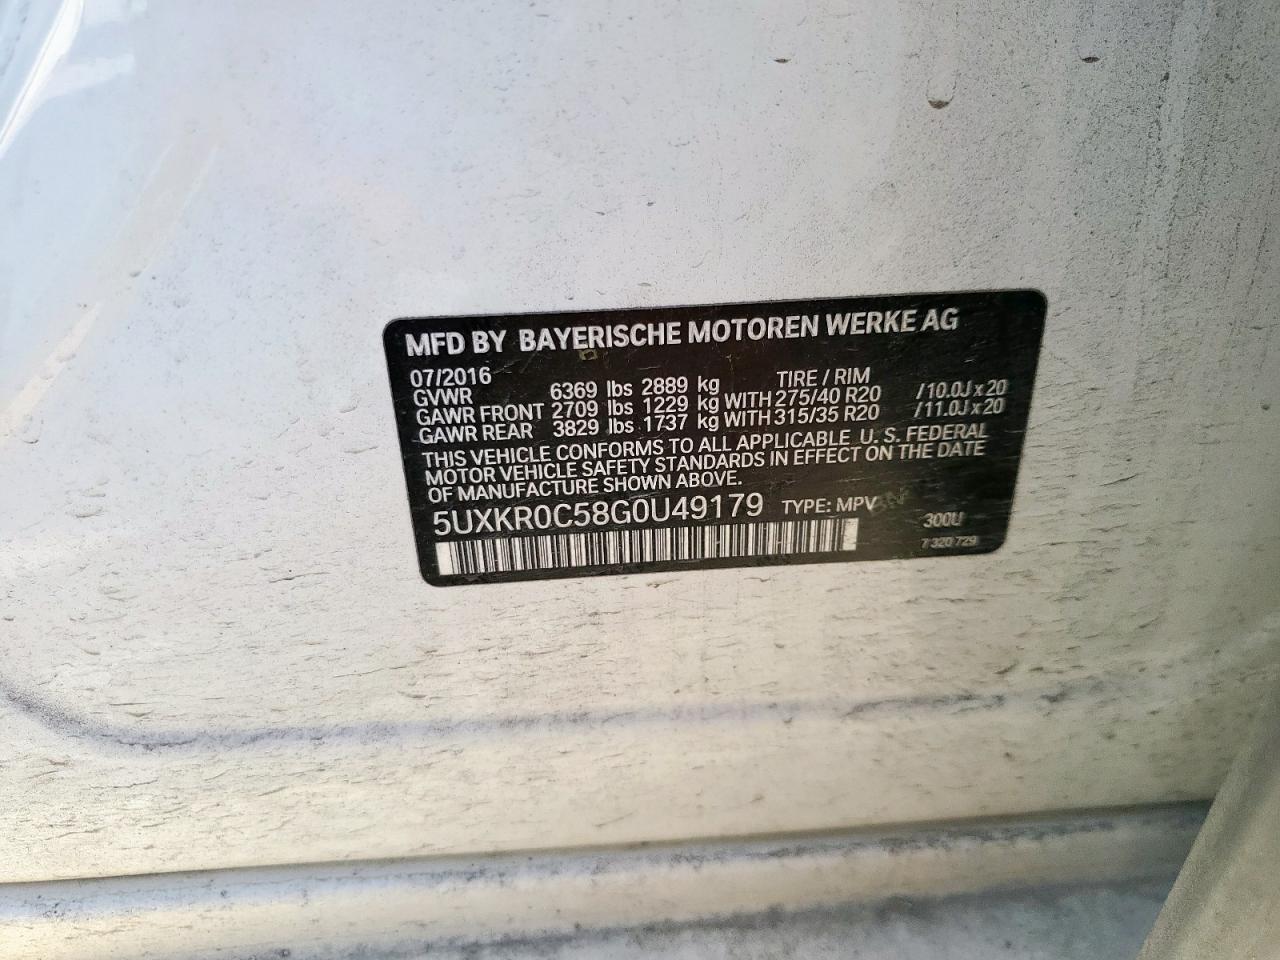 MFD BY BAYERISCHE MOTOREN WERKE AG
07/2016 TIRE / RIM
GVWR 6369 lbs 2889 kg
GAWR FRONT 2709 lbs 1229 kg WITH 275/40 R20 /10.0J x 20
GAWR REAR 3829 lbs 1737 kg WITH 315/35 R20 /11.0J x 20
THIS VEHICLE CONFORMS TO ALL APPLICABLE U. S. FEDERAL
MOTOR VEHICLE SAFETY STANDARDS IN EFFECT ON THE DATE
OF MANUFACTURE SHOWN ABOVE.
5UXKR0C58G0U49179 TYPE: MPV
300U
7 320 729